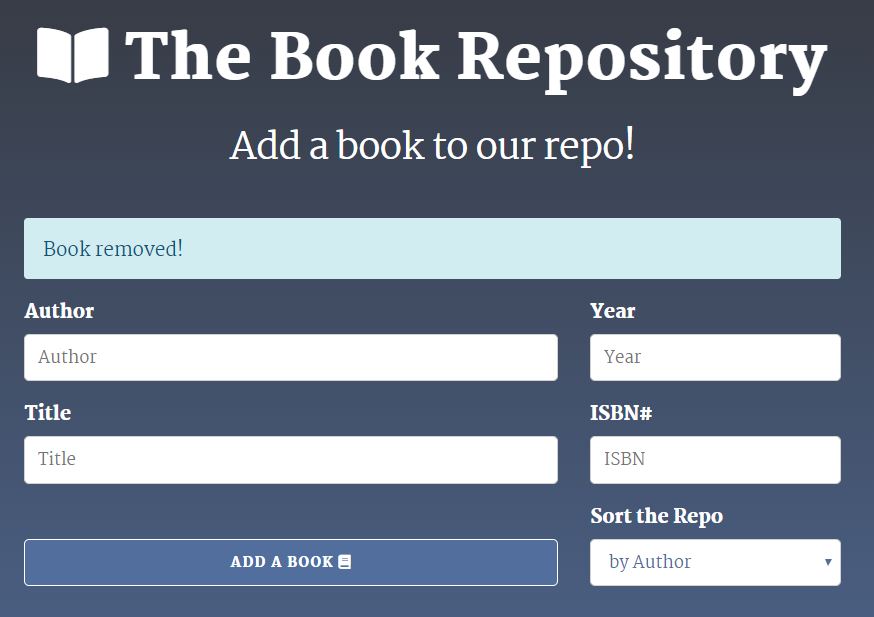 The Book Repository
Add a book to our repo!
Book removed!
Author
Year
Author
Year
Title
ISBN#
Title
ISBN
Sort the Repo
ADD A BOOK
by Author